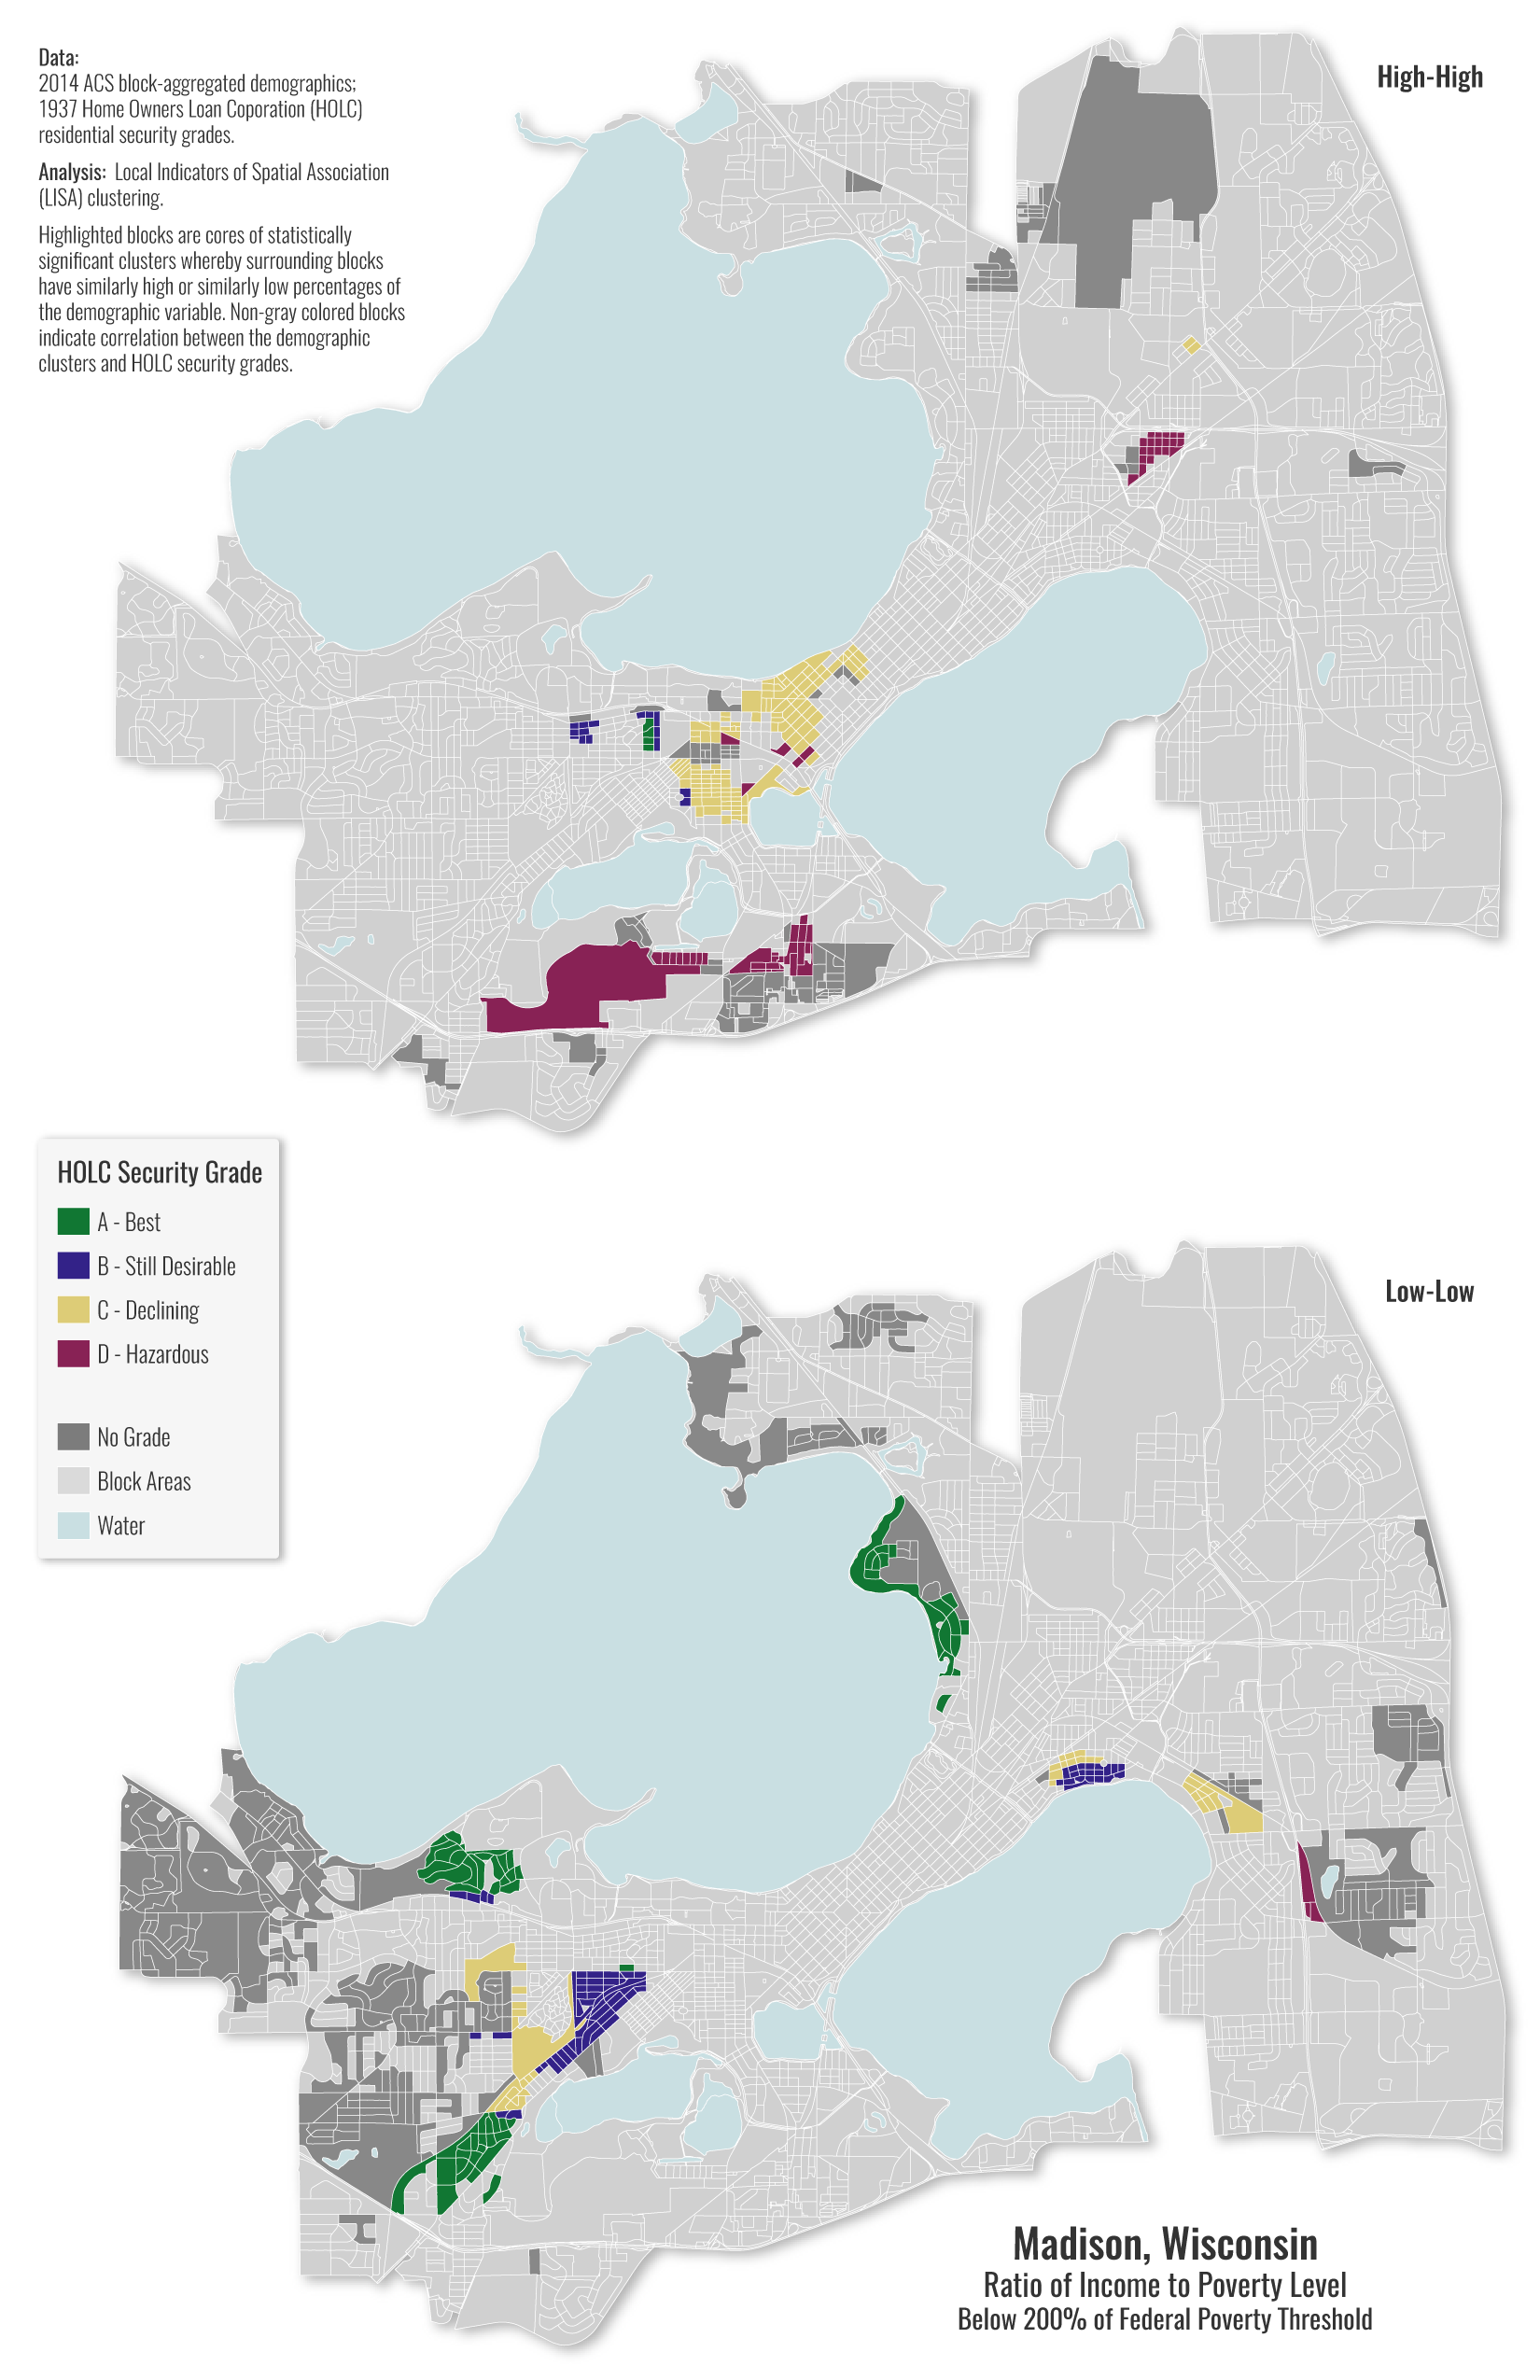 Data:
2014 ACS block-aggregated demographics;
1937 Home Owners Loan Coporation (HOLC)
residential security grades.
Analysis: Local Indicators of Spatial Association
(LISA) clustering.
Highlighted blocks are cores of statistically
significant clusters whereby surrounding blocks
have similarly high or similarly low percentages of
the demographic variable. Non-gray colored blocks
indicate correlation between the demographic
clusters and HOLC security grades.
High-High
HOLC Security Grade
A - Best
B - Still Desirable
C - Declining
D - Hazardous
No Grade
Block Areas
Water
Low-Low
Madison, Wisconsin
Ratio of Income to Poverty Level
Below 200% of Federal Poverty Threshold